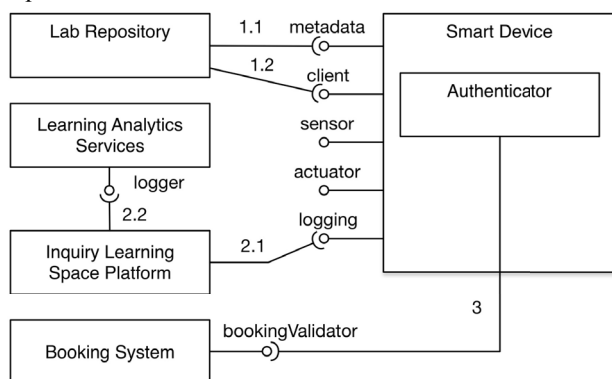 1.1
metadata
Lab Repository
Smart Device
1.2
client
Authenticator
Learning Analytics
Services
sensor
actuator
logger
2.2
logging
2.1
Inquiry Learning
Space Platform
3
bookingValidator
Booking System